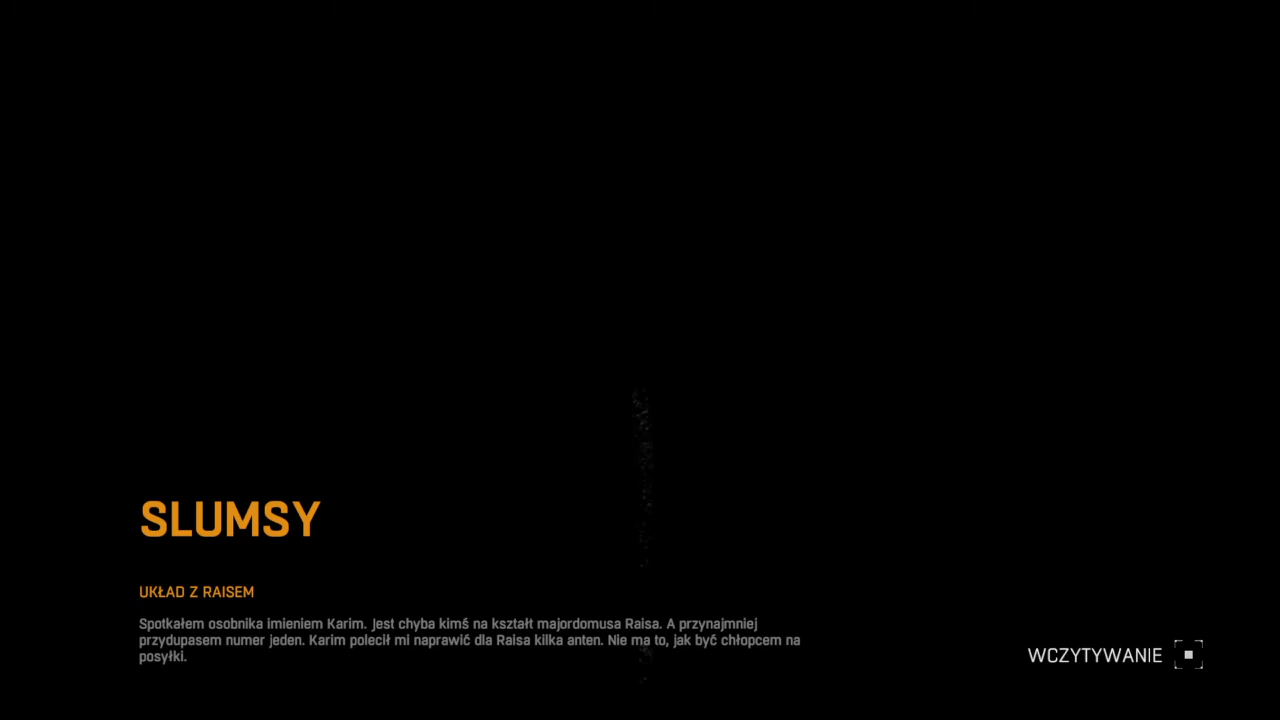 SLUMSY
UKŁAD Z RAISEM
Spotkałem osobnika imieniem Karim. Jest chyba kimś na kształt majordomusa Raisa. A przynajmniej
przydupasem numer jeden. Karim polecił mi naprawić dla Raisa kilka anten. Nie ma to, jak być chłopcem na
posyłki.
WCZYTYWANIE